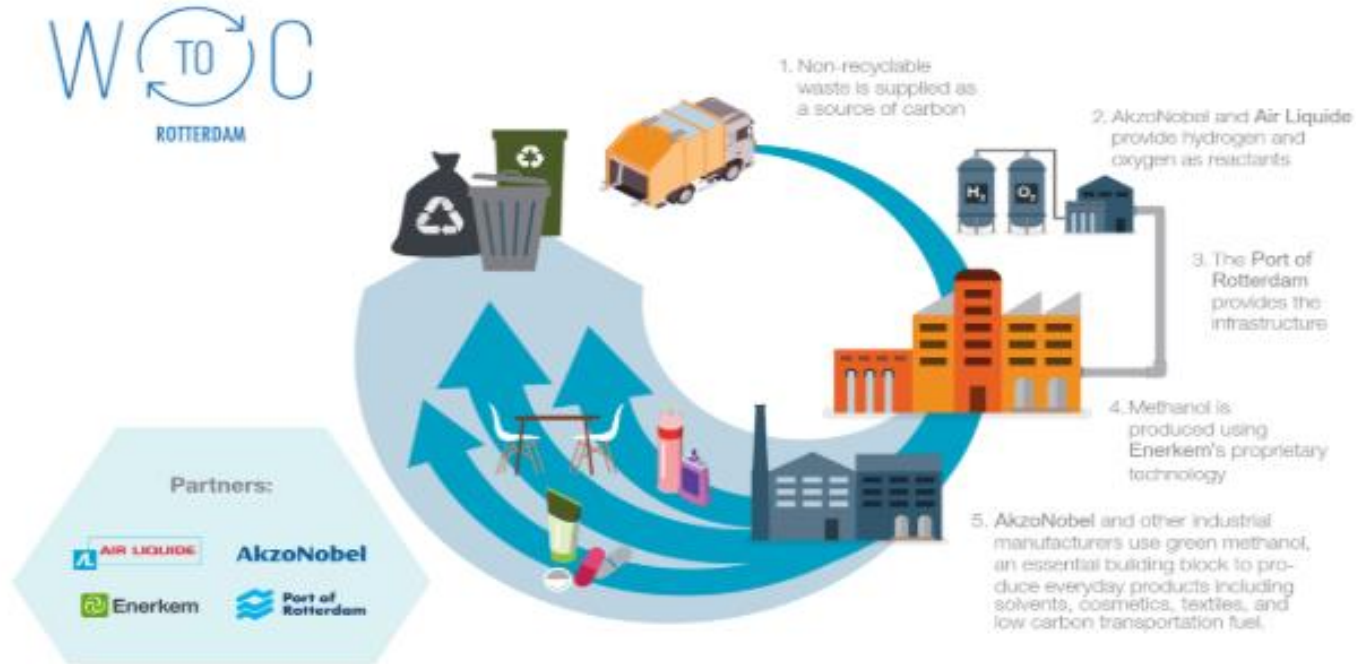 W TO C
ROTTERDAM
1. Non-recyclable
waste is supplied as
a source of carbon
2. AkzoNobel and Air Liquide
provide hydrogen and
oxygen as reactants
H₂
O₂
3. The Port of
Rotterdam
provides the
infrastructure
4. Methanol is
produced using
Enerkem's proprietary
technology
5. AkzoNobel and other industrial
manufacturers use green methanol,
an essential building block to pro-
duce everyday products including
solvents, cosmetics, textiles, and
low carbon transportation fuel.
Partners:
AIR LIQUIDE
AkzoNobel
Enerkem
Port of
Rotterdam